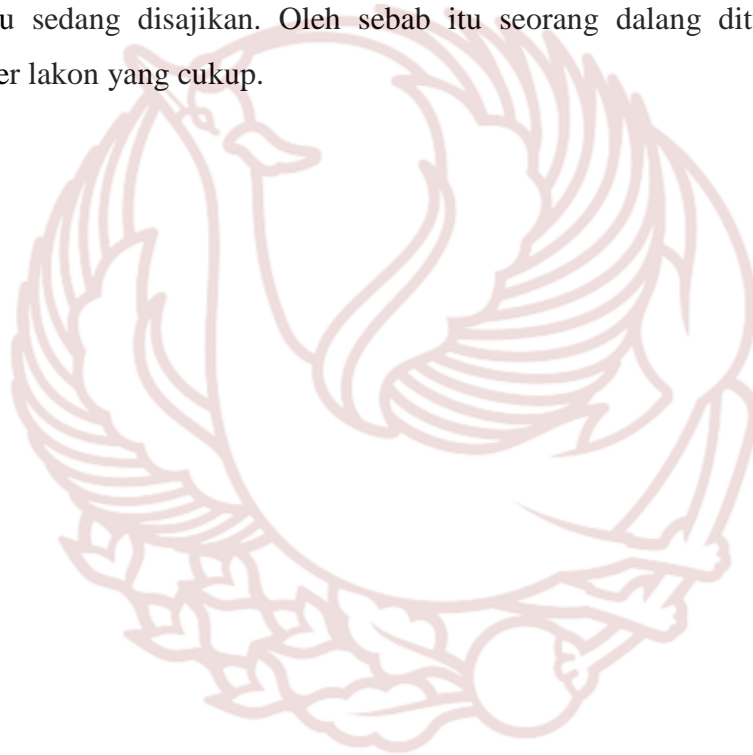 u sedang disajikan. Oleh sebab itu seorang dalang dit
er lakon yang cukup.